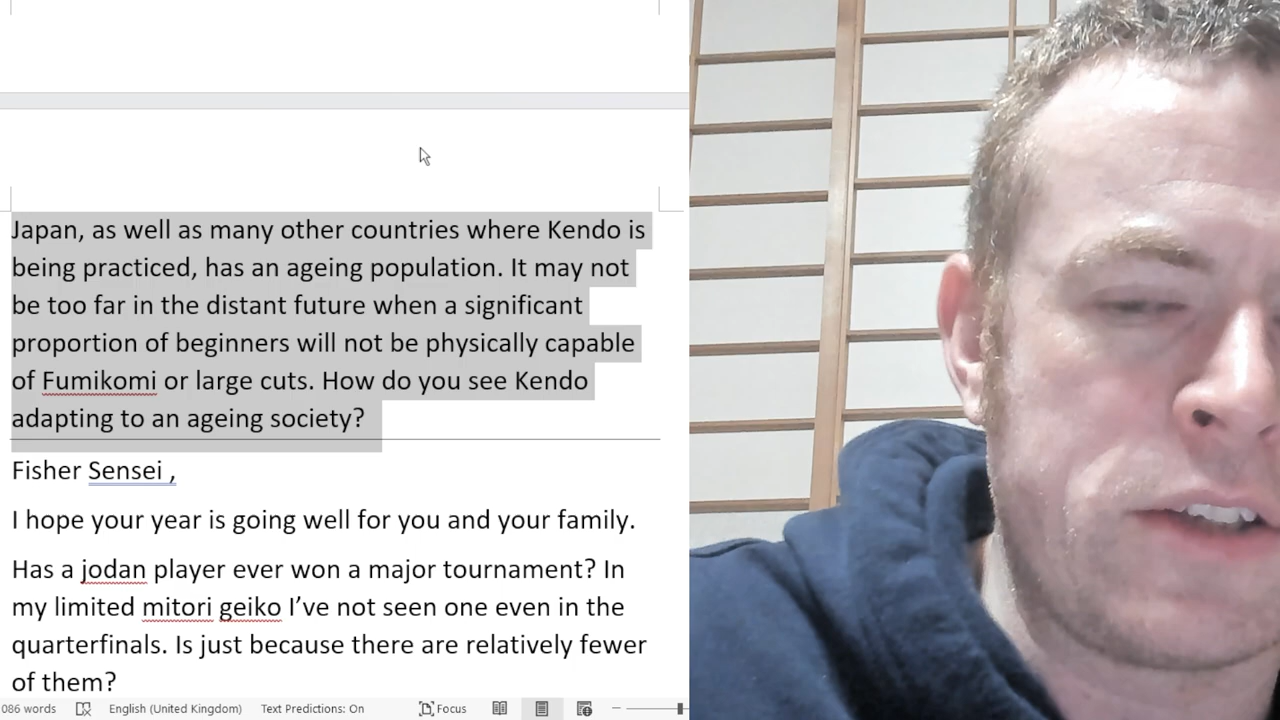 Japan, as well as many other countries where Kendo is
being practiced, has an ageing population. It may not
be too far in the distant future when a significant
proportion of beginners will not be physically capable
of Fumikomi or large cuts. How do you see Kendo
adapting to an ageing society?
Fisher Sensei ,
I hope your year is going well for you and your family.
Has a jodan player ever won a major tournament? In
my limited mitori geiko I’ve not seen one even in the
quarterfinals. Is just because there are relatively fewer
of them?
086 words English (United Kingdom) Text Predictions: On Focus